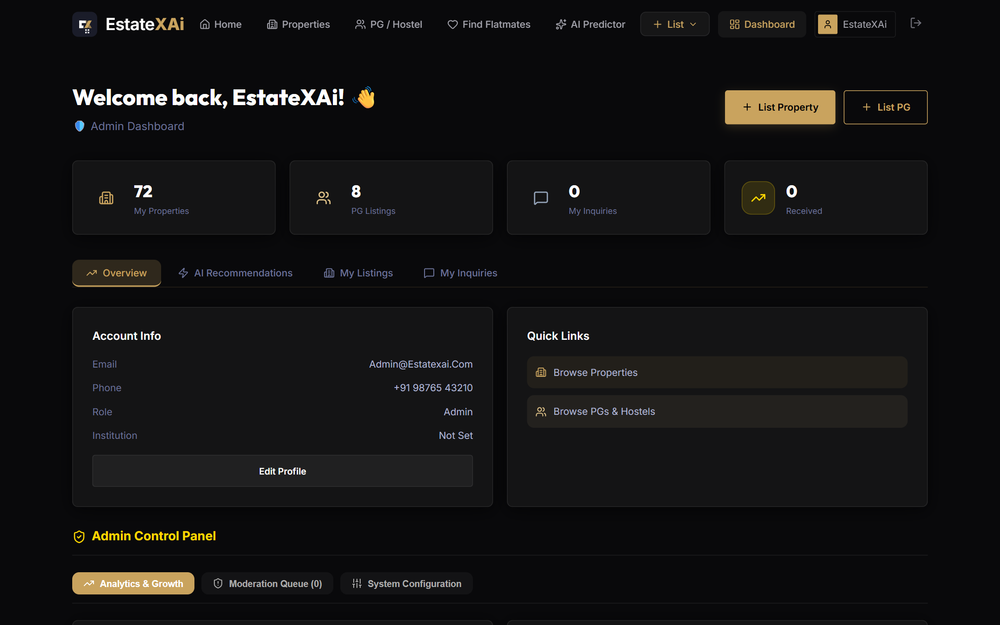 EstateXAi
Home
Properties
PG / Hostel
Find Flatmates
AI Predictor
List
Dashboard
EstateXAi
Welcome back, EstateXAi! 👋
Admin Dashboard
List Property
List PG
72
My Properties
8
PG Listings
0
My Inquiries
0
Received
Overview
AI Recommendations
My Listings
My Inquiries
Account Info
Email
Admin@Estatexai.Com
Phone
+91 98765 43210
Role
Admin
Institution
Not Set
Edit Profile
Quick Links
Browse Properties
Browse PGs & Hostels
Admin Control Panel
Analytics & Growth
Moderation Queue (0)
System Configuration